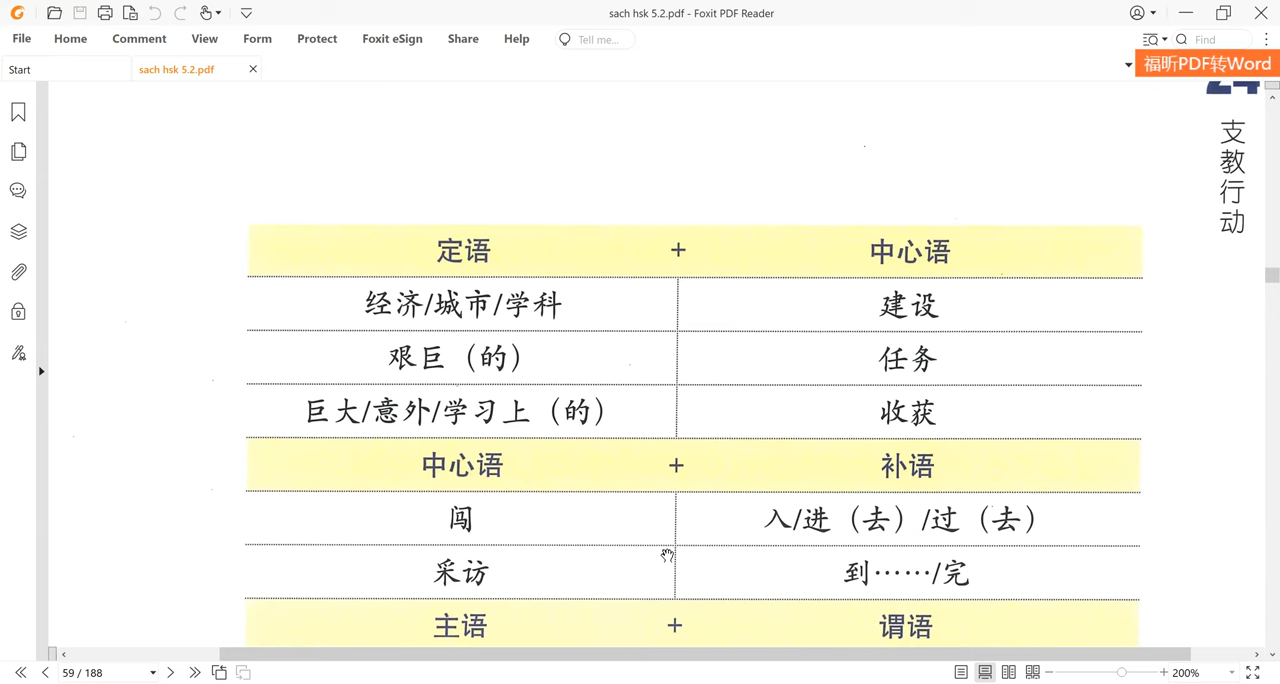 sach hsk 5.2.pdf - Foxit PDF Reader
File Home Comment View Form Protect Foxit eSign Share Help Tell me... Find
Start sach hsk 5.2.pdf 福昕PDF转Word
24
支教行动
定语 + 中心语
经济/城市/学科 建设
艰巨（的） 任务
巨大/意外/学习上（的） 收获
中心语 + 补语
闯 入/进（去）/过（去）
采访 到……/完
主语 + 谓语
59 / 188 200%